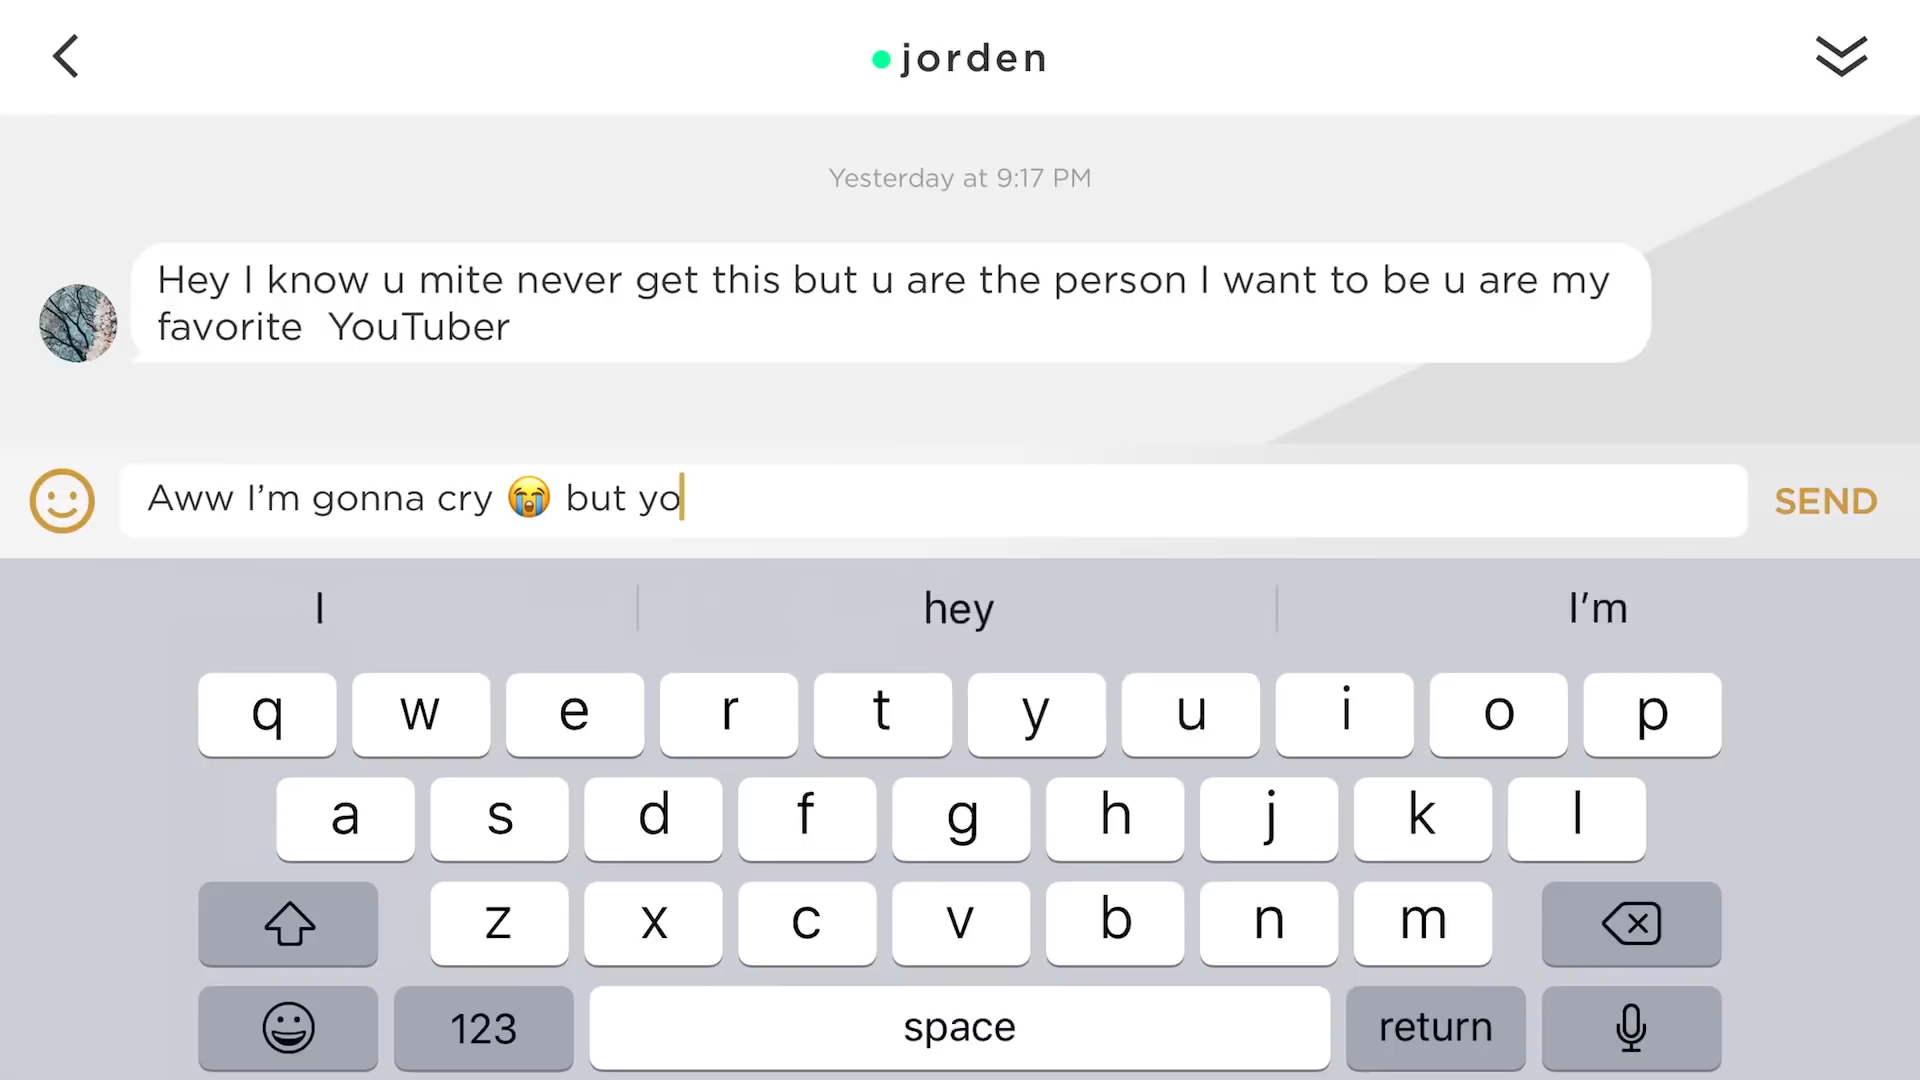 jorden
Yesterday at 9:17 PM
Hey I know u mite never get this but u are the person I want to be u are my
favorite  YouTuber
Aww I’m gonna cry 😭 but yo
SEND
I hey I'm
q w e r t y u i o p
a s d f g h j k l
z x c v b n m
123 space return